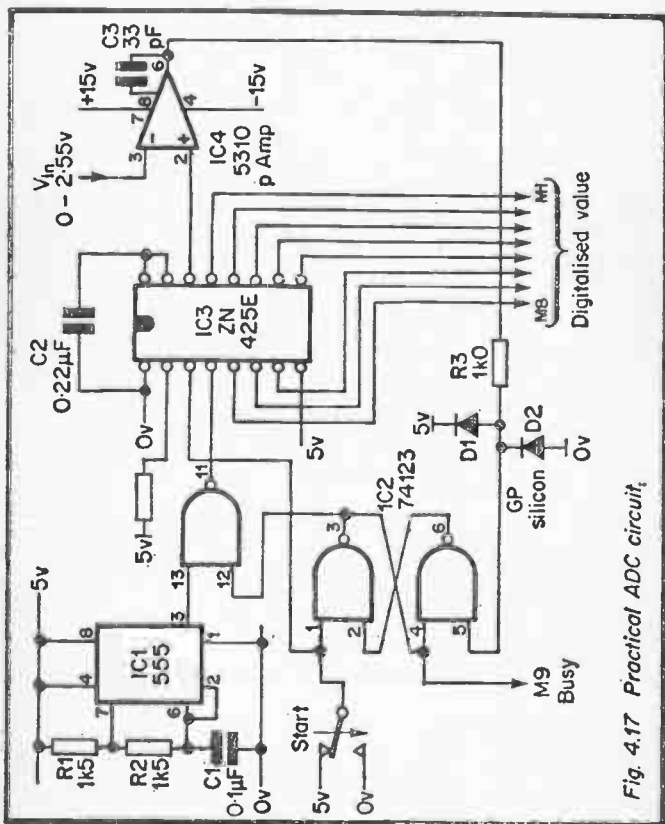 5v
R1
1k5
R2
1k5
C1
0.1µF
0v
7
6
2
4
8
IC1
555
3
1
5v
13
12
11
C2
0.22µF
0v
IC3
ZN
425E
5v
Vin
0-2.55v
+15v
C3
33
pF
3
2
7
8
6
4
-
+
-15v
IC4
5310
p Amp
M8
M1
Digitalised value
Start
5v
0v
1
2
3
1C2
74123
4
5
6
M9
Busy
R3
1k0
5v
D1
D2
GP
silicon
0v
Fig. 4.17 Practical ADC circuit.